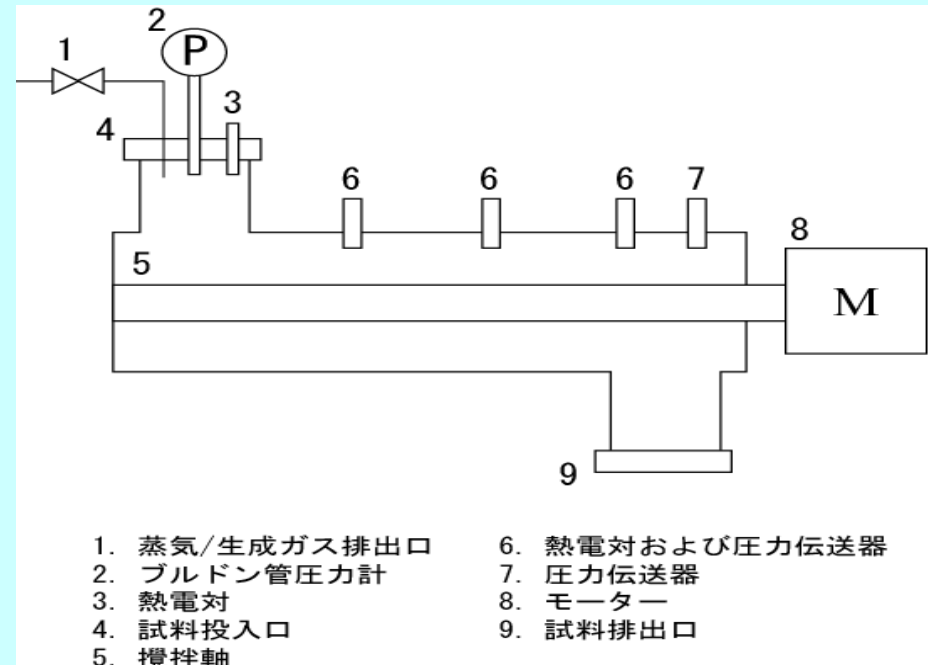 2
P
1
3
4
6 6 6 7
8
5
M
9
1. 蒸気/生成ガス排出口
2. ブルドン管圧力計
3. 熱電対
4. 試料投入口
5. 攪拌軸
6. 熱電対および圧力伝送器
7. 圧力伝送器
8. モーター
9. 試料排出口